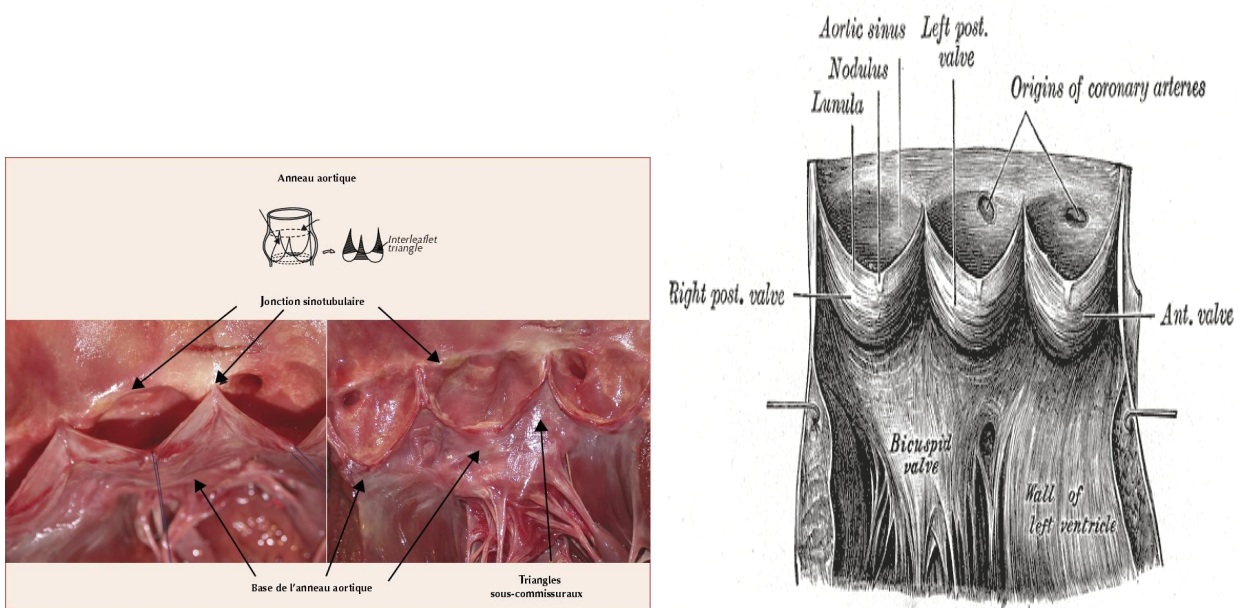 Anneau aortique
Interleaflet
triangle
Jonction sinotubulaire
Base de l'anneau aortique
Triangles
sous-commissuraux
Aortic sinus
Left post.
valve
Nodulus
Lunula
Origins of coronary arteries
Right post. valve
Ant. valve
Bicuspid
valve
Wall of
left ventricle